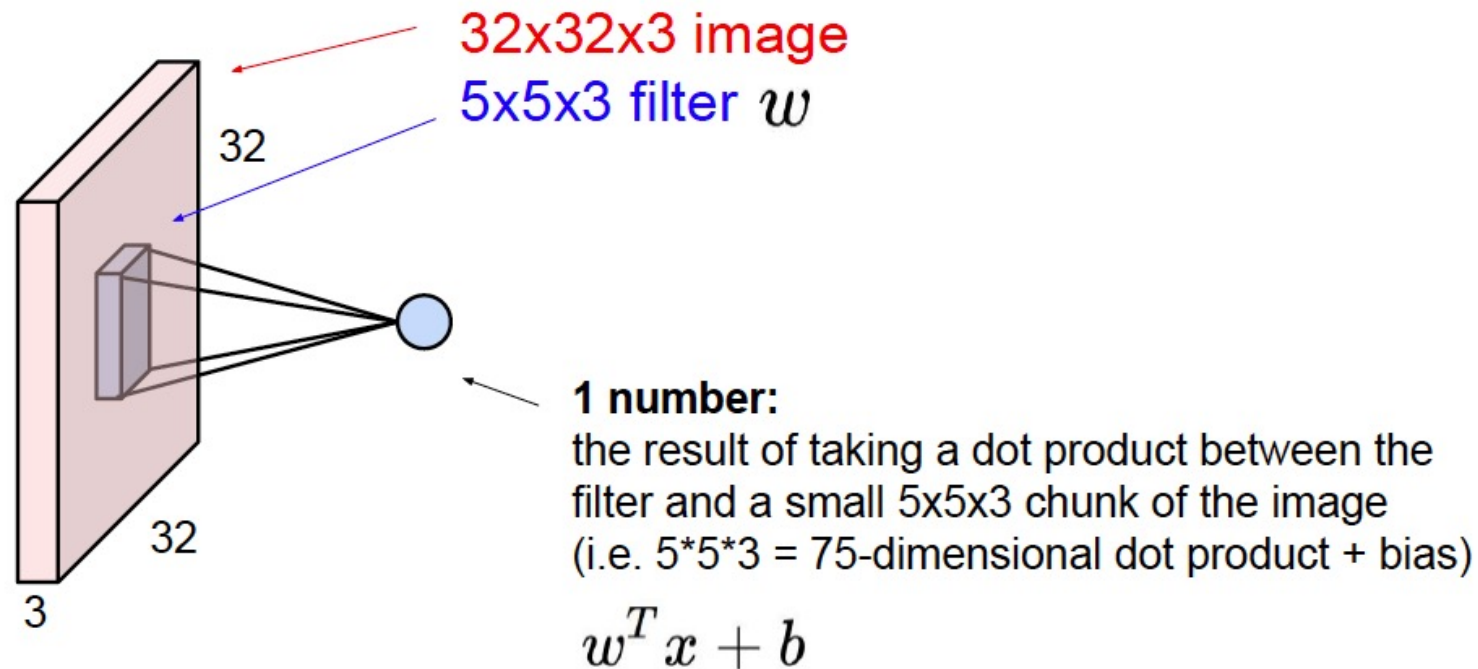 32x32x3 image
5x5x3 filter w
32
32
3
1 number:
the result of taking a dot product between the
filter and a small 5x5x3 chunk of the image
(i.e. 5*5*3 = 75-dimensional dot product + bias)
w^T x + b